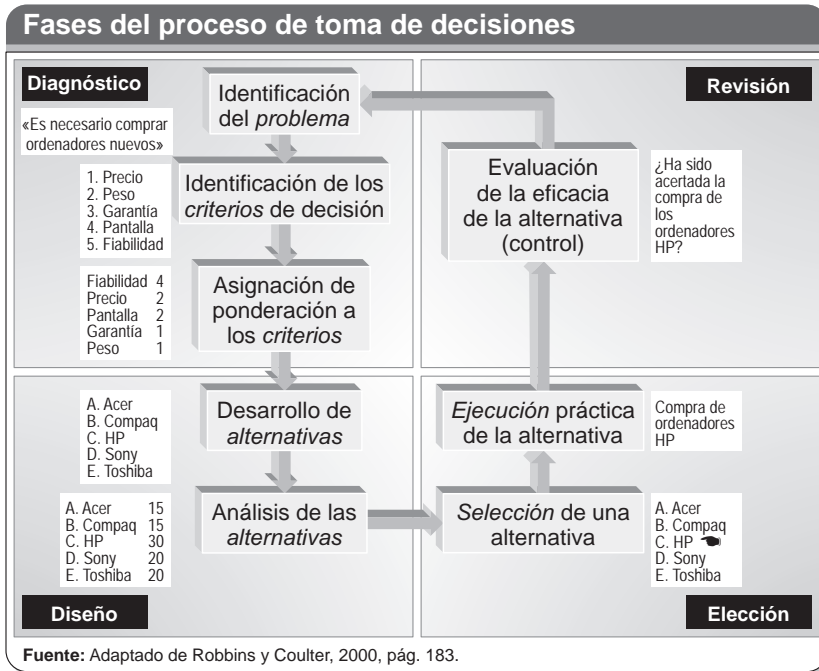 Fases del proceso de toma de decisiones
Diagnóstico
Identificación
del problema
«Es necesario comprar
ordenadores nuevos»
1. Precio
2. Peso
3. Garantía
4. Pantalla
5. Fiabilidad
Identificación de los
criterios de decisión
Fiabilidad 4
Precio 2
Pantalla 2
Garantía 1
Peso 1
Asignación de
ponderación a
los criterios
Revisión
Evaluación
de la eficacia
de la alternativa
(control)
¿Ha sido
acertada la
compra de
los
ordenadores
HP?
A. Acer
B. Compaq
C. HP
D. Sony
E. Toshiba
Desarrollo de
alternativas
A. Acer 15
B. Compaq 15
C. HP 30
D. Sony 20
E. Toshiba 20
Análisis de las
alternativas
Diseño
Ejecución práctica
de la alternativa
Compra de
ordenadores
HP
Selección de una
alternativa
A. Acer
B. Compaq
C. HP
D. Sony
E. Toshiba
Elección
Fuente: Adaptado de Robbins y Coulter, 2000, pág. 183.